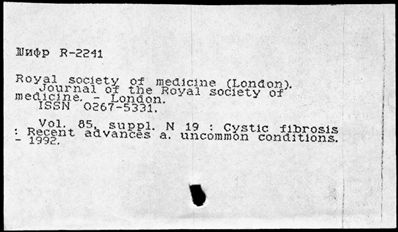 Шифр R-2241
Royal society of medicine (London).
Journal of the Royal society of
medicine. - London.
ISSN 0267-5331.
Vol. 85, suppl. N 19 : Cystic fibrosis
: Recent advances a. uncommon conditions.
- 1992.